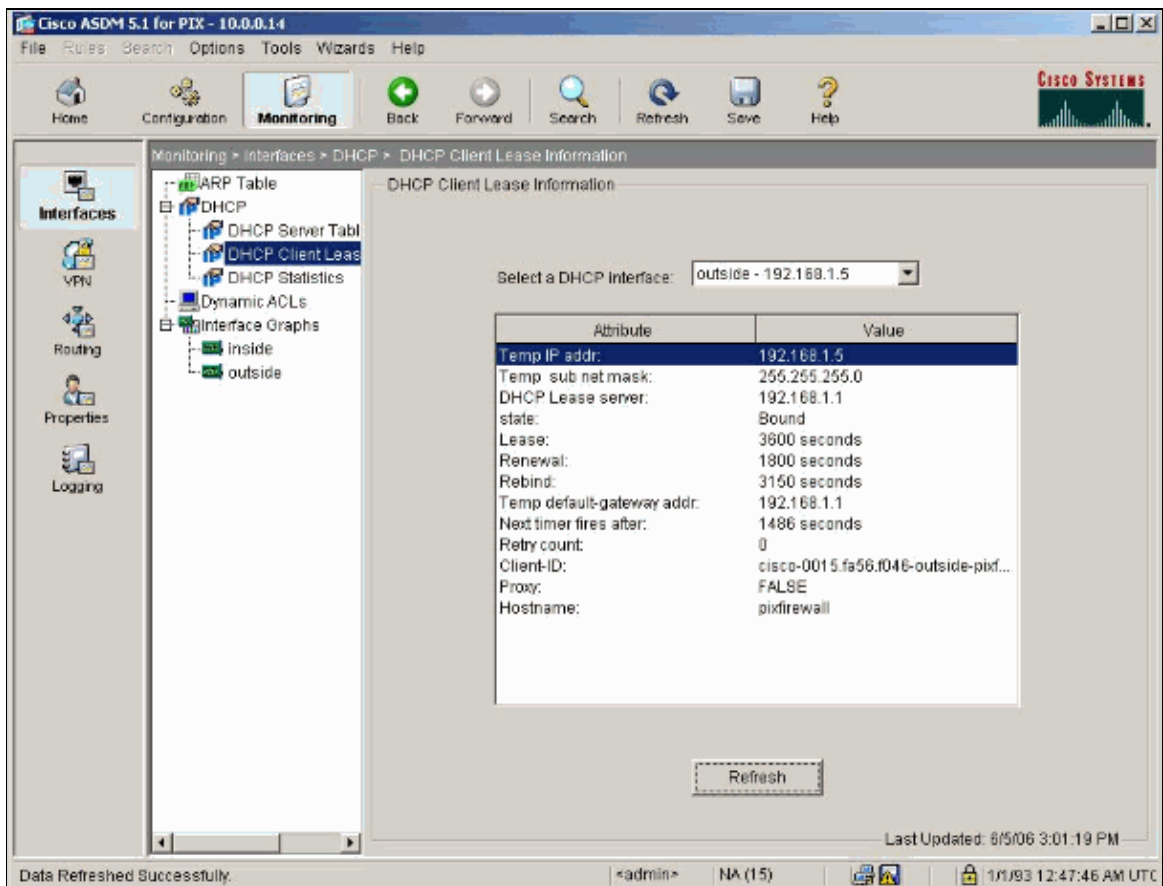 Cisco ASDM 5.1 for PIX - 10.0.0.14
File Rules Search Options Tools Wizards Help
Home Configuration Monitoring Back Forward Search Refresh Save Help
CISCO SYSTEMS
Monitoring > Interfaces > DHCP > DHCP Client Lease Information
Interfaces
VPN
Routing
Properties
Logging
ARP Table
DHCP
DHCP Server Tabl
DHCP Client Leas
DHCP Statistics
Dynamic ACLs
Interface Graphs
inside
outside
DHCP Client Lease Information
Select a DHCP interface: outside - 192.168.1.5
Attribute Value
Temp IP addr: 192.168.1.5
Temp sub net mask: 255.255.255.0
DHCP Lease server: 192.168.1.1
state: Bound
Lease: 3600 seconds
Renewal: 1800 seconds
Rebind: 3150 seconds
Temp default-gateway addr: 192.168.1.1
Next timer fires after: 1486 seconds
Retry count: 0
Client-ID: cisco-0015.fa56.f046-outside-pixf...
Proxy: FALSE
Hostname: pixfirewall
Refresh
Last Updated: 6/5/06 3:01:19 PM
Data Refreshed Successfully. <admin> NA (15) 1/1/93 12:47:46 AM UTC